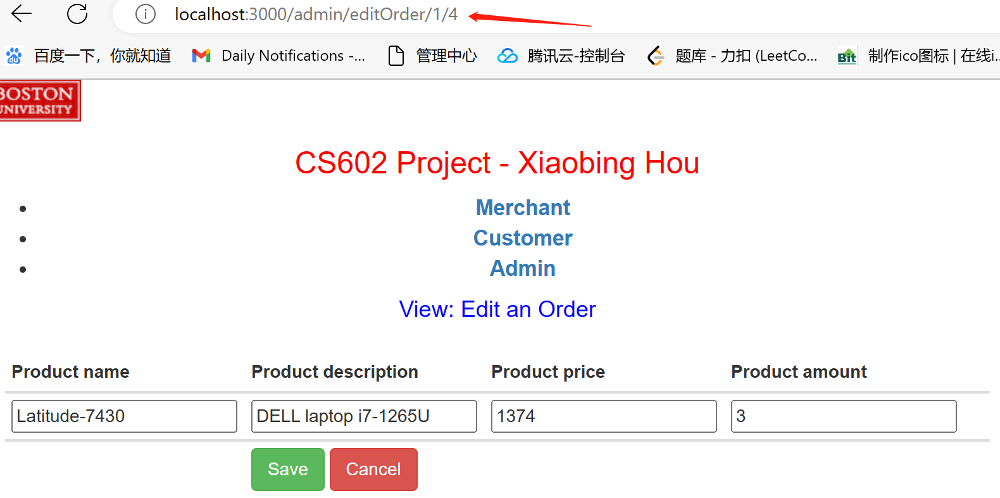 localhost:3000/admin/editOrder/1/4
百度一下，你就知道 Daily Notifications -... 管理中心 腾讯云-控制台 题库 - 力扣 (LeetCo... 制作ico图标 | 在线i...
BOSTON
UNIVERSITY
CS602 Project - Xiaobing Hou
Merchant
Customer
Admin
View: Edit an Order
Product name Product description Product price Product amount
Latitude-7430 DELL laptop i7-1265U 1374 3
Save Cancel